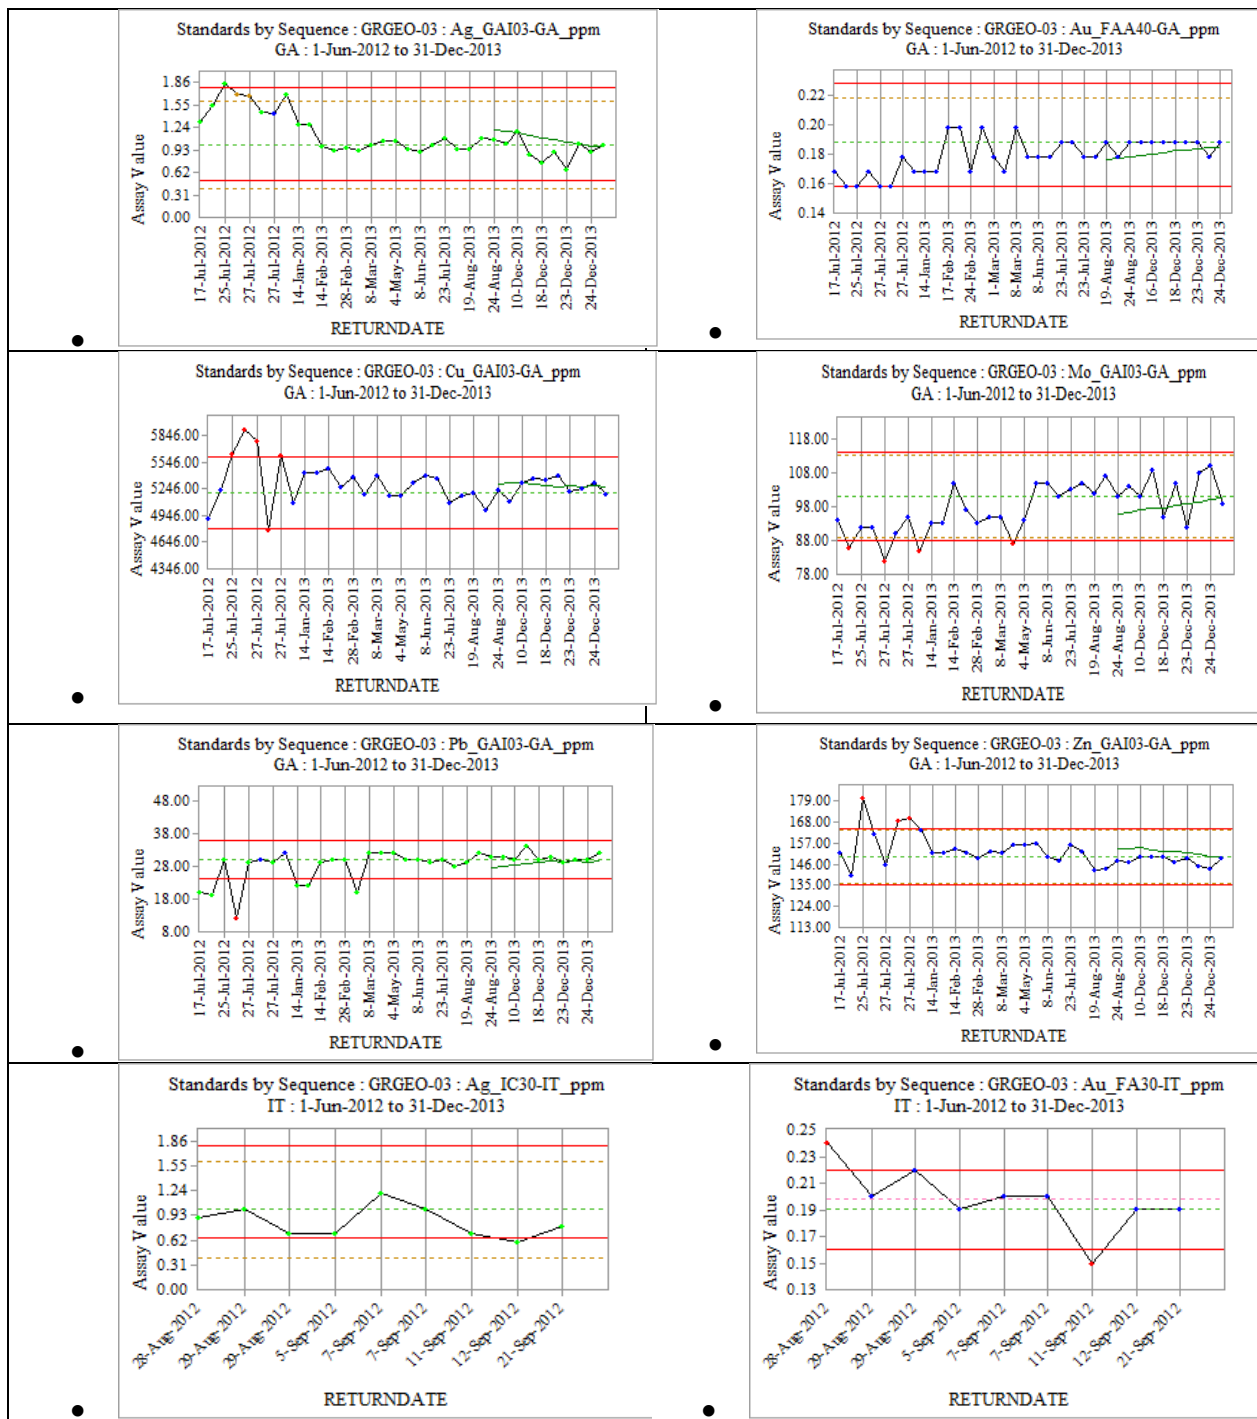 Standards by Sequence : GRGEO-03 : Ag_GAI03-GA_ppm
GA : 1-Jun-2012 to 31-Dec-2013
Assay Value
1.86
1.55
1.24
0.93
0.62
0.31
0.00
17-Jul-2012
25-Jul-2012
27-Jul-2012
27-Jul-2012
14-Jan-2013
14-Feb-2013
28-Feb-2013
8-Mar-2013
4-May-2013
8-Jun-2013
23-Jul-2013
19-Aug-2013
24-Aug-2013
10-Dec-2013
18-Dec-2013
23-Dec-2013
24-Dec-2013
RETURNDATE
Standards by Sequence : GRGEO-03 : Au_FAA40-GA_ppm
GA : 1-Jun-2012 to 31-Dec-2013
Assay Value
0.22
0.20
0.18
0.16
0.14
17-Jul-2012
25-Jul-2012
27-Jul-2012
27-Jul-2012
14-Jan-2013
17-Feb-2013
24-Feb-2013
1-Mar-2013
8-Mar-2013
8-Jun-2013
23-Jul-2013
23-Jul-2013
19-Aug-2013
24-Aug-2013
16-Dec-2013
18-Dec-2013
23-Dec-2013
24-Dec-2013
RETURNDATE
Standards by Sequence : GRGEO-03 : Cu_GAI03-GA_ppm
GA : 1-Jun-2012 to 31-Dec-2013
Assay Value
5846.00
5546.00
5246.00
4946.00
4646.00
4346.00
17-Jul-2012
25-Jul-2012
27-Jul-2012
27-Jul-2012
14-Jan-2013
14-Feb-2013
28-Feb-2013
8-Mar-2013
4-May-2013
8-Jun-2013
23-Jul-2013
19-Aug-2013
24-Aug-2013
10-Dec-2013
18-Dec-2013
23-Dec-2013
24-Dec-2013
RETURNDATE
Standards by Sequence : GRGEO-03 : Mo_GAI03-GA_ppm
GA : 1-Jun-2012 to 31-Dec-2013
Assay Value
118.00
108.00
98.00
88.00
78.00
17-Jul-2012
25-Jul-2012
27-Jul-2012
27-Jul-2012
14-Jan-2013
14-Feb-2013
28-Feb-2013
8-Mar-2013
4-May-2013
8-Jun-2013
23-Jul-2013
19-Aug-2013
24-Aug-2013
10-Dec-2013
18-Dec-2013
23-Dec-2013
24-Dec-2013
RETURNDATE
Standards by Sequence : GRGEO-03 : Pb_GAI03-GA_ppm
GA : 1-Jun-2012 to 31-Dec-2013
Assay Value
48.00
38.00
28.00
18.00
8.00
17-Jul-2012
25-Jul-2012
27-Jul-2012
27-Jul-2012
14-Jan-2013
14-Feb-2013
28-Feb-2013
8-Mar-2013
4-May-2013
8-Jun-2013
23-Jul-2013
19-Aug-2013
24-Aug-2013
10-Dec-2013
18-Dec-2013
23-Dec-2013
24-Dec-2013
RETURNDATE
Standards by Sequence : GRGEO-03 : Zn_GAI03-GA_ppm
GA : 1-Jun-2012 to 31-Dec-2013
Assay Value
179.00
168.00
157.00
146.00
135.00
124.00
113.00
17-Jul-2012
25-Jul-2012
27-Jul-2012
27-Jul-2012
14-Jan-2013
14-Feb-2013
28-Feb-2013
8-Mar-2013
4-May-2013
8-Jun-2013
23-Jul-2013
19-Aug-2013
24-Aug-2013
10-Dec-2013
18-Dec-2013
23-Dec-2013
24-Dec-2013
RETURNDATE
Standards by Sequence : GRGEO-03 : Ag_IC30-IT_ppm
IT : 1-Jun-2012 to 31-Dec-2013
Assay Value
1.86
1.55
1.24
0.93
0.62
0.31
0.00
28-Aug-2012
29-Aug-2012
29-Aug-2012
5-Sep-2012
7-Sep-2012
7-Sep-2012
11-Sep-2012
12-Sep-2012
21-Sep-2012
RETURNDATE
Standards by Sequence : GRGEO-03 : Au_FA30-IT_ppm
IT : 1-Jun-2012 to 31-Dec-2013
Assay Value
0.25
0.23
0.21
0.19
0.17
0.15
0.13
28-Aug-2012
29-Aug-2012
29-Aug-2012
5-Sep-2012
7-Sep-2012
7-Sep-2012
11-Sep-2012
12-Sep-2012
21-Sep-2012
RETURNDATE